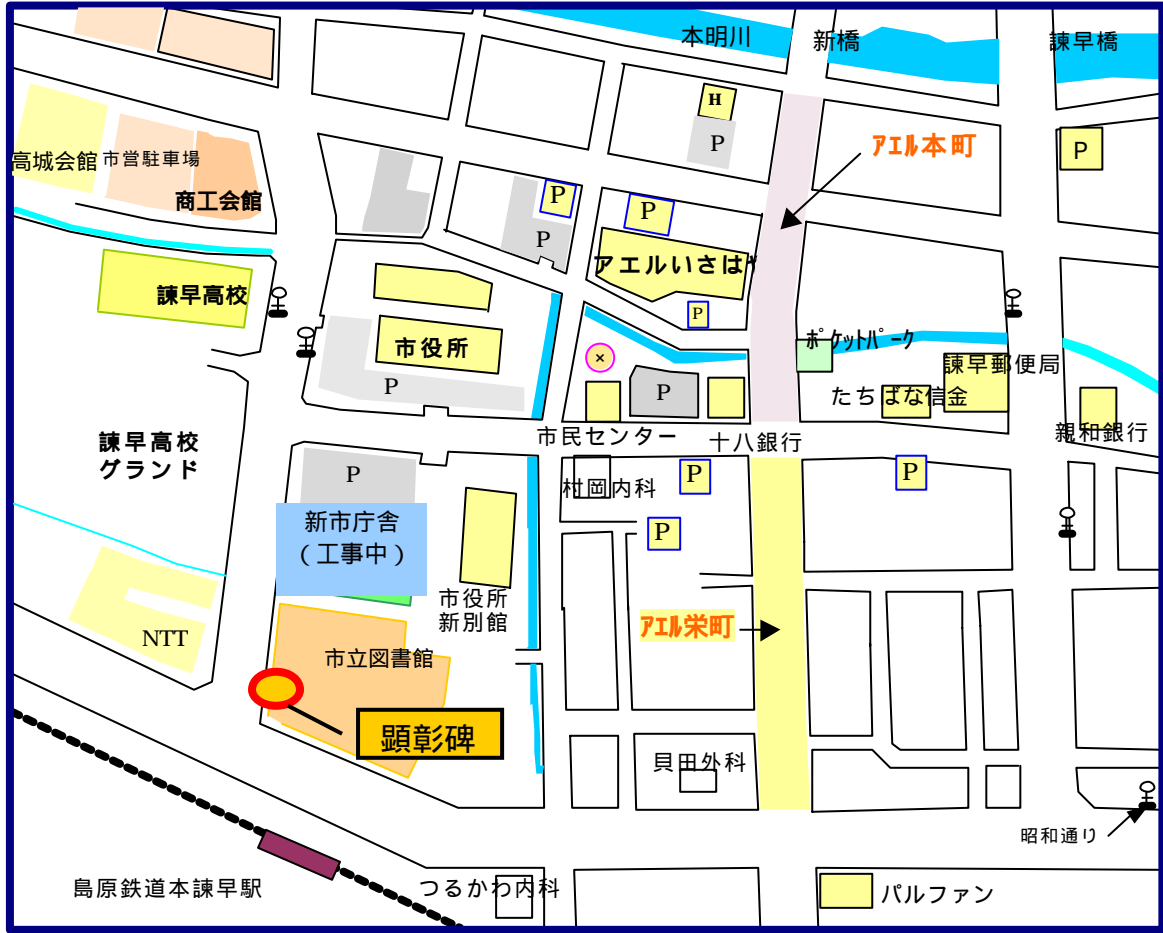 本明川
新橋
諫早橋
H
P
ｱｴﾙ本町
P
高城会館
市営駐車場
商工会館
P
P
P
アエルいさはや
諫早高校
P
市役所
P
×
P
ﾎﾟｹｯﾄﾊﾟｰｸ
諫早郵便局
たちばな信金
市民センター
十八銀行
親和銀行
諫早高校
グランド
P
村岡内科
P
P
P
新市庁舎
（工事中）
市役所
新別館
NTT
ｱｴﾙ栄町
市立図書館
顕彰碑
貝田外科
昭和通り
島原鉄道本諫早駅
つるかわ内科
パルファン